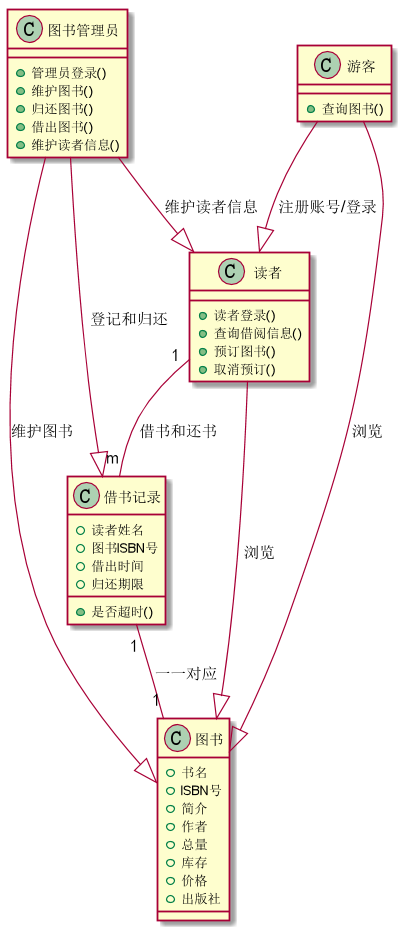 C 图书管理员
管理员登录()
维护图书()
归还图书()
借出图书()
维护读者信息()
C 游客
查询图书()
维护读者信息
注册账号/登录
C 读者
读者登录()
查询借阅信息()
预订图书()
取消预订()
登记和归还
1
维护图书
借书和还书
浏览
m
C 借书记录
读者姓名
图书ISBN号
借出时间
归还期限
是否超时()
浏览
1
一一对应
1
C 图书
书名
ISBN号
简介
作者
总量
库存
价格
出版社